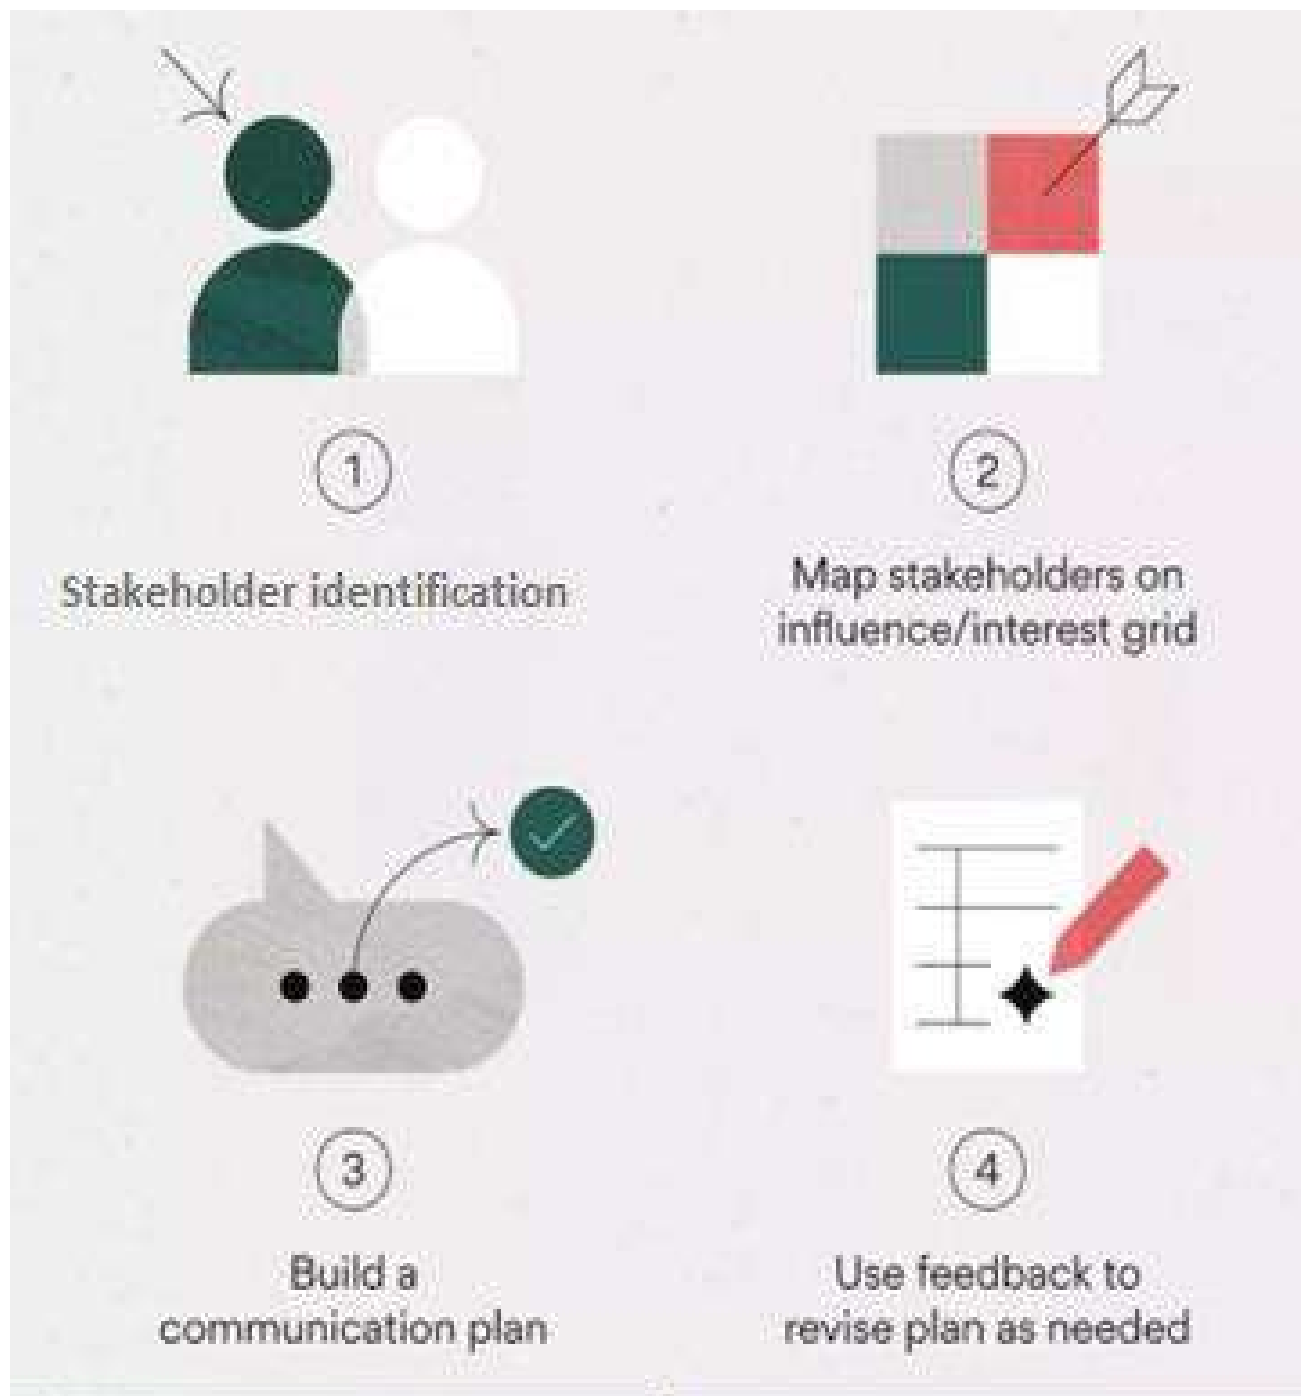 1
Stakeholder identification
2
Map stakeholders on
influence/interest grid
3
Build a
communication plan
4
Use feedback to
revise plan as needed